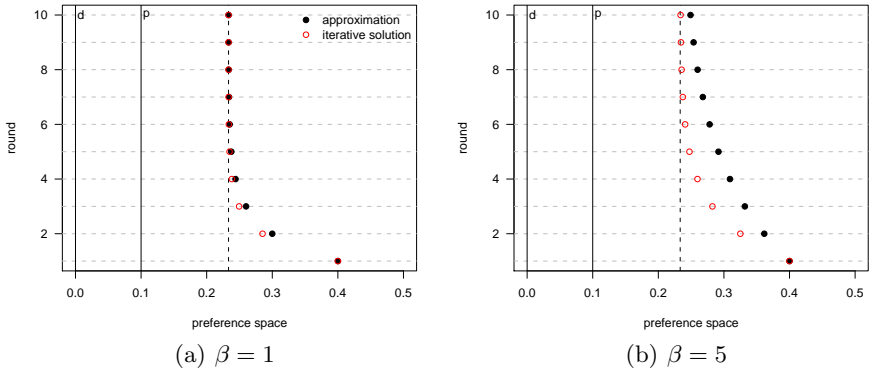 10
8
6
4
2
round
d
p
approximation
iterative solution
0.0 0.1 0.2 0.3 0.4 0.5
preference space
(a) β = 1
10
8
6
4
2
round
d
p
0.0 0.1 0.2 0.3 0.4 0.5
preference space
(b) β = 5